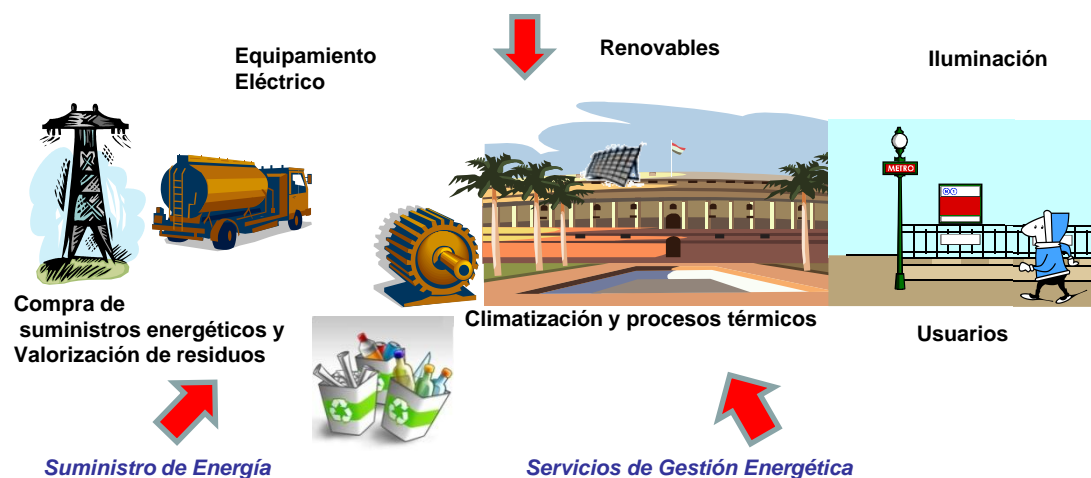 Equipamiento
Eléctrico
Renovables
Iluminación
METRO
Compra de
suministros energéticos y
Valorización de residuos
Climatización y procesos térmicos
Usuarios
Suministro de Energía
Servicios de Gestión Energética